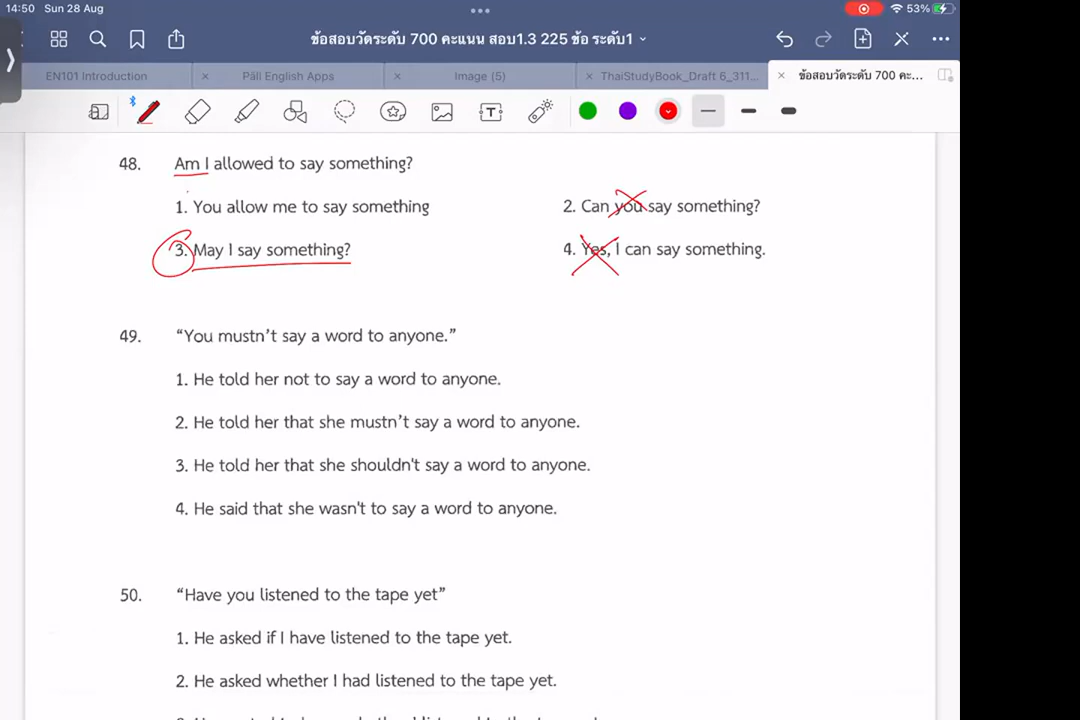 14:50 Sun 28 Aug
53%
ข้อสอบวัดระดับ 700 คะแนน สอบ1.3 225 ข้อ ระดับ1
EN101 Introduction
Päll English Apps
Image (5)
ThaiStudyBook_Draft 6_311...
ข้อสอบวัดระดับ 700 คะ...
48. Am I allowed to say something?
1. You allow me to say something
2. Can you say something?
3. May I say something?
4. Yes, I can say something.
49. “You mustn’t say a word to anyone.”
1. He told her not to say a word to anyone.
2. He told her that she mustn’t say a word to anyone.
3. He told her that she shouldn't say a word to anyone.
4. He said that she wasn't to say a word to anyone.
50. “Have you listened to the tape yet”
1. He asked if I have listened to the tape yet.
2. He asked whether I had listened to the tape yet.